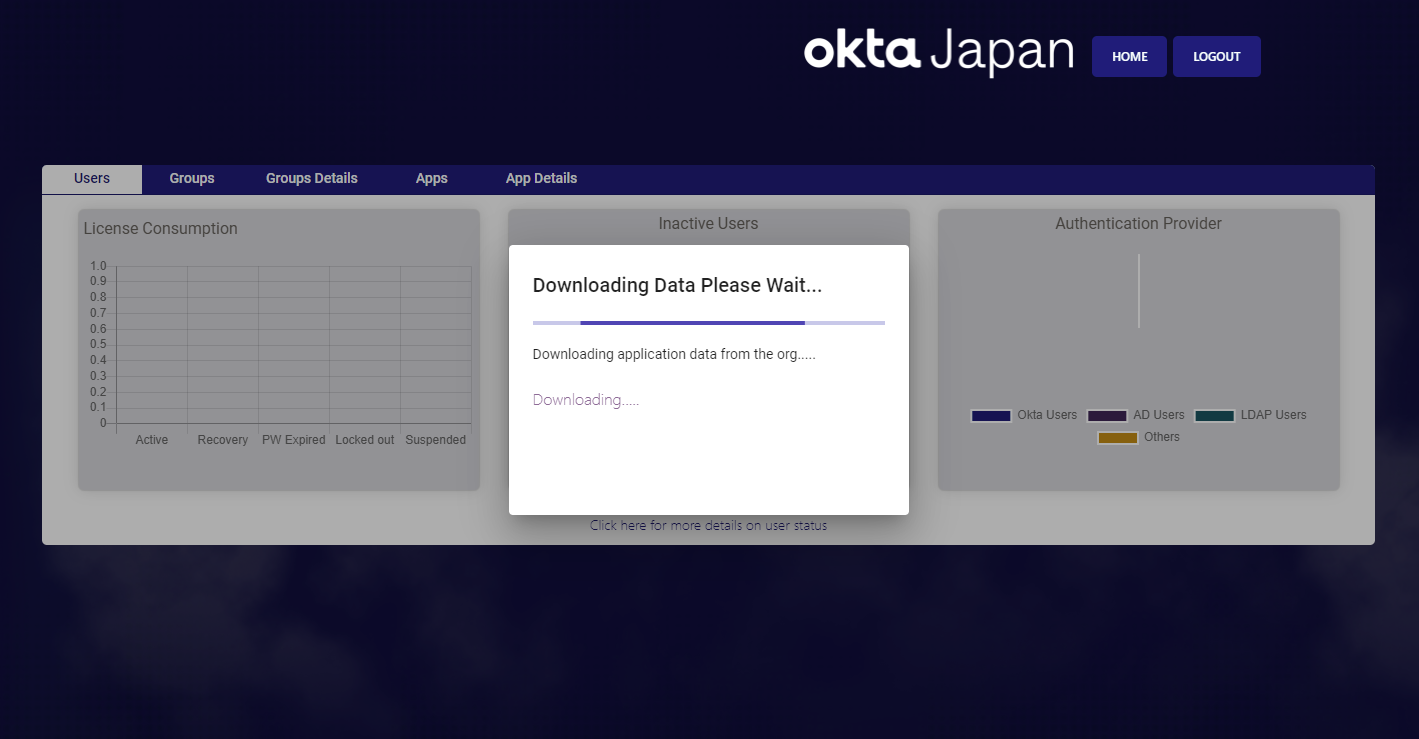 okta Japan
HOME
LOGOUT
Users
Groups
Groups Details
Apps
App Details
License Consumption
1.0
0.9
0.8
0.7
0.6
0.5
0.4
0.3
0.2
0.1
0
Active
Recovery
PW Expired
Locked out
Suspended
Inactive Users
Downloading Data Please Wait...
Downloading application data from the org.....
Downloading.....
Authentication Provider
Okta Users
AD Users
LDAP Users
Others
Click here for more details on user status